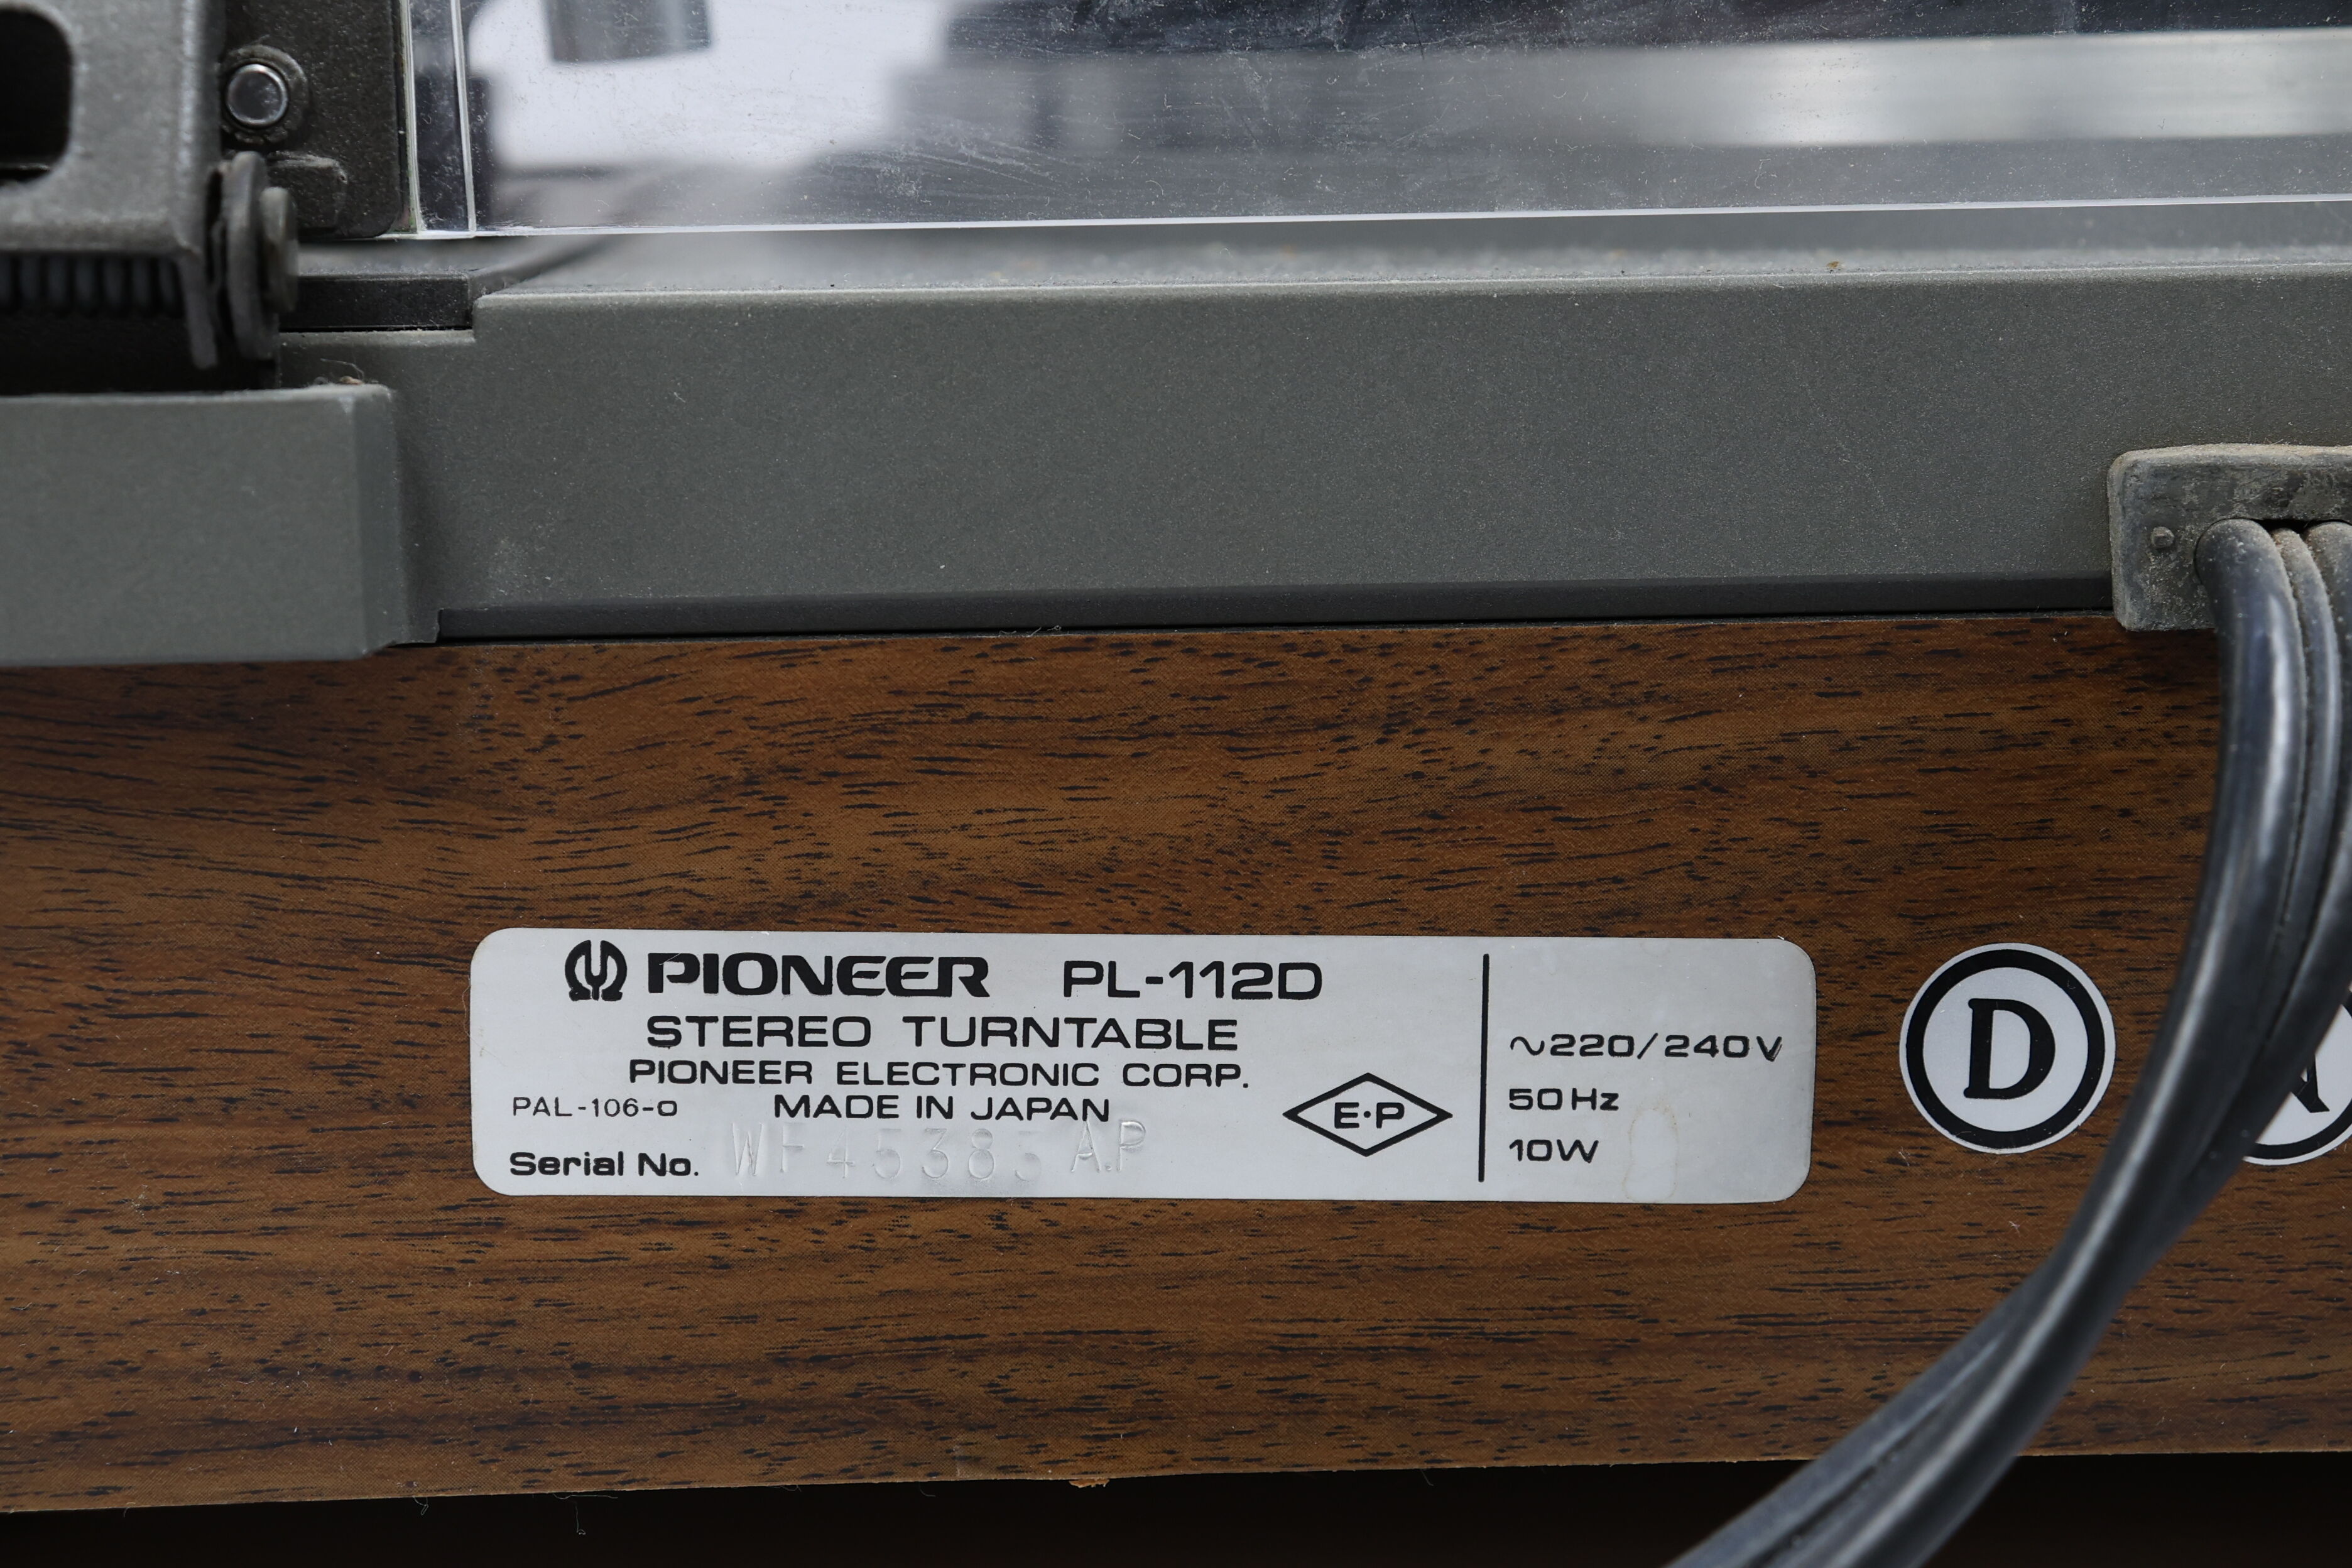 PIONEER PL-112D
STEREO TURNTABLE
PIONEER ELECTRONIC CORP.
PAL-106-0 MADE IN JAPAN
Serial No. WF45385 A.P
E·P
~220/240V
50Hz
10W
D